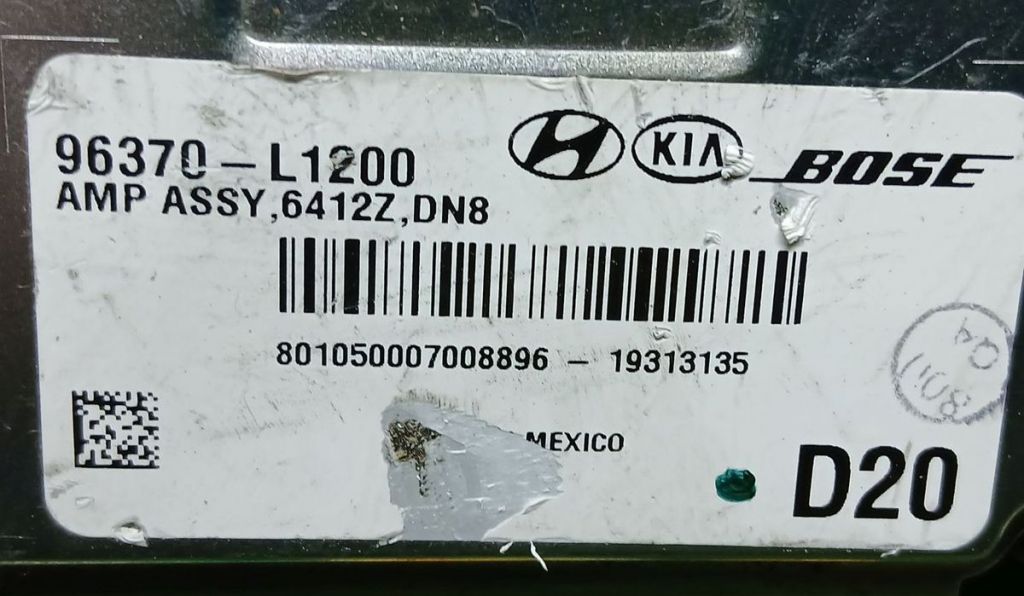 96370-L1200
KIA BOSE
AMP ASSY,6412Z,DN8
801050007008896 - 19313135
MEXICO
D20